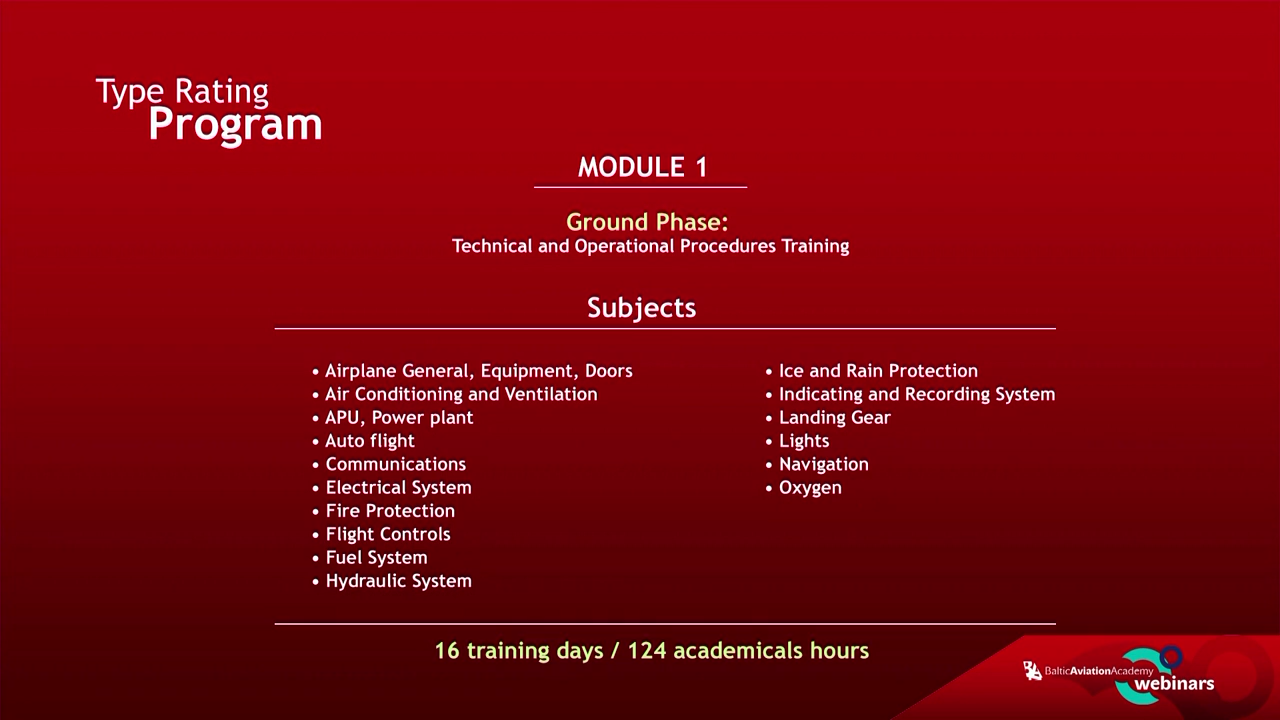 Type Rating
Program
MODULE 1
Ground Phase:
Technical and Operational Procedures Training
Subjects
• Airplane General, Equipment, Doors
• Air Conditioning and Ventilation
• APU, Power plant
• Auto flight
• Communications
• Electrical System
• Fire Protection
• Flight Controls
• Fuel System
• Hydraulic System
• Ice and Rain Protection
• Indicating and Recording System
• Landing Gear
• Lights
• Navigation
• Oxygen
16 training days / 124 academicals hours
BalticAviationAcademy
webinars